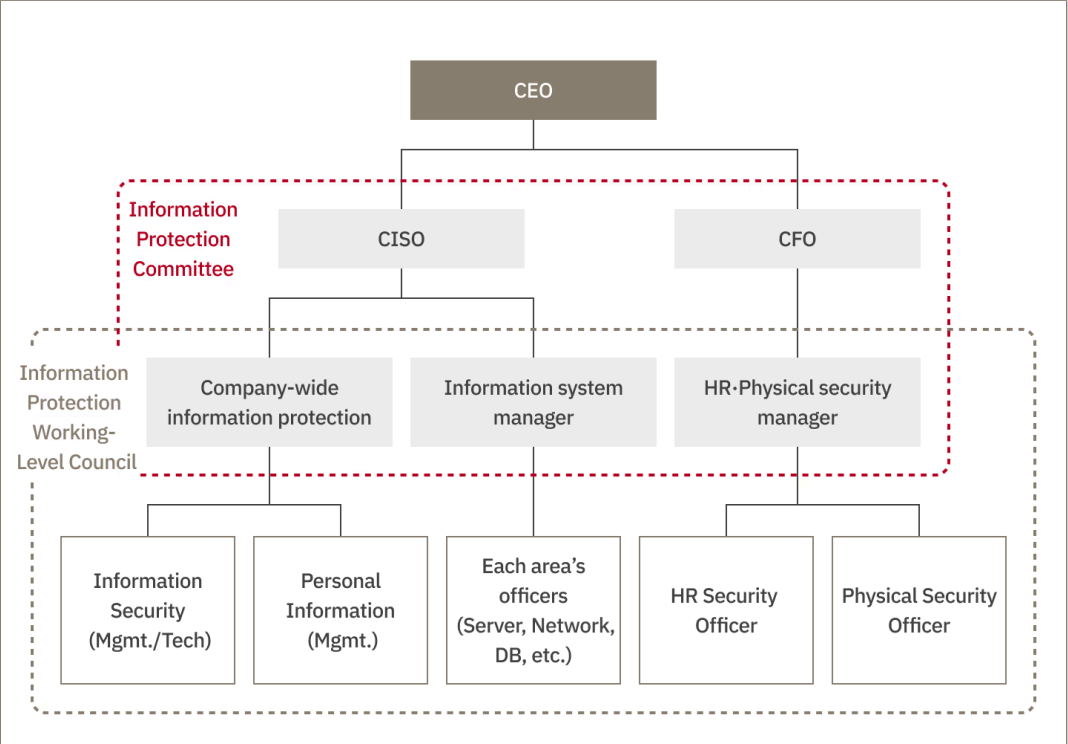 CEO
Information
Protection
Committee
CISO
CFO
Information
Protection
Working-
Level Council
Company-wide
information protection
Information system
manager
HR·Physical security
manager
Information
Security
(Mgmt./Tech)
Personal
Information
(Mgmt.)
Each area’s
officers
(Server, Network,
DB, etc.)
HR Security
Officer
Physical Security
Officer